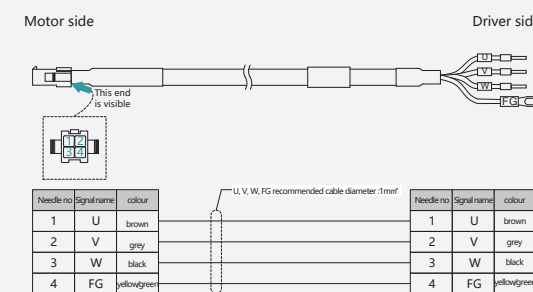 Motor side
Driver sid
U
V
W
FG
This end
is visible
1 2
3 4
U, V, W, FG recommended cable diameter :1mm²
Needle no Signal name colour
1 U brown
2 V grey
3 W black
4 FG yellow/green
Needle no Signal name colour
1 U brown
2 V grey
3 W black
4 FG yellow/green